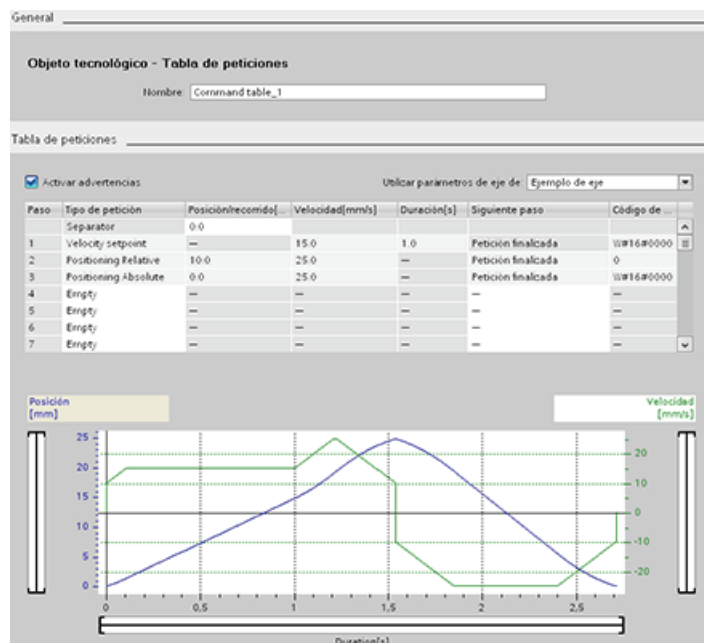 General
Objeto tecnológico - Tabla de peticiones
Nombre Command table_1
Tabla de peticiones
Activar advertencias Utilizar parámetros de eje de: Ejemplo de eje
Paso Tipo de petición Posición/recorrido[... Velocidad[mm/s] Duración[s] Siguiente paso Código de ...
Separator 0.0
1 Velocity setpoint — 15.0 1.0 Petición finalizada W#16#0000
2 Positioning Relative 10.0 25.0 — Petición finalizada 0
3 Positioning Absolute 0.0 25.0 — Petición finalizada W#16#0000
4 Empty — — — — —
5 Empty — — — — —
6 Empty — — — — —
7 Empty — — — — —
Posición Velocidad
[mm] [mm/s]
25
20 20
15 10
10 0
5 -10
0 -20
0 0,5 1 1,5 2 2,5
Duration[s]